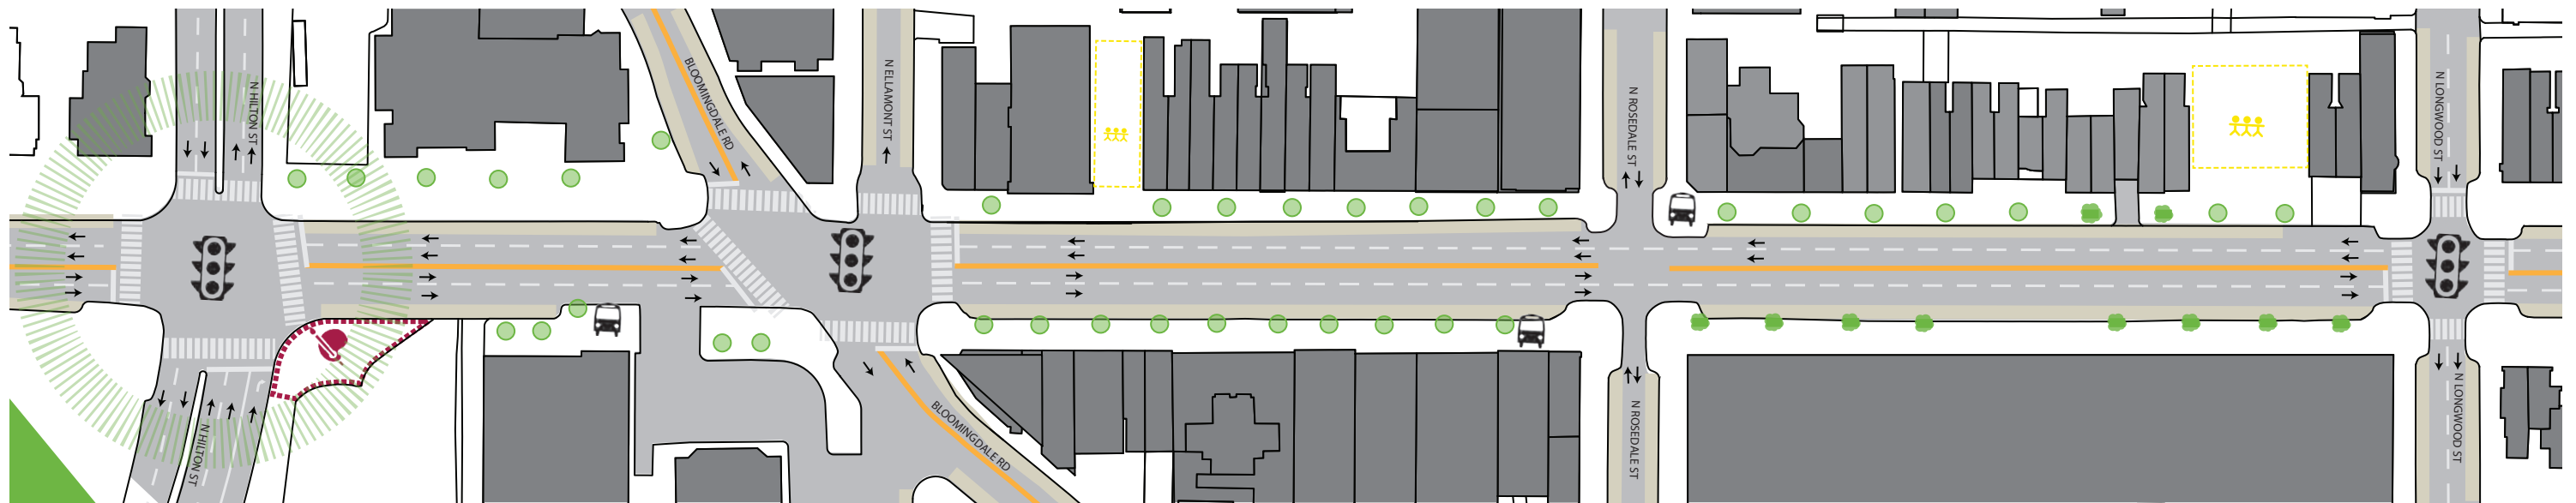 N HILTON ST
BLOOMINGDALE RD
N ELLAMONT ST
N ROSEDALE ST
N LONGWOOD ST
N HILTON ST
BLOOMINGDALE RD
N ROSEDALE ST
N LONGWOOD ST